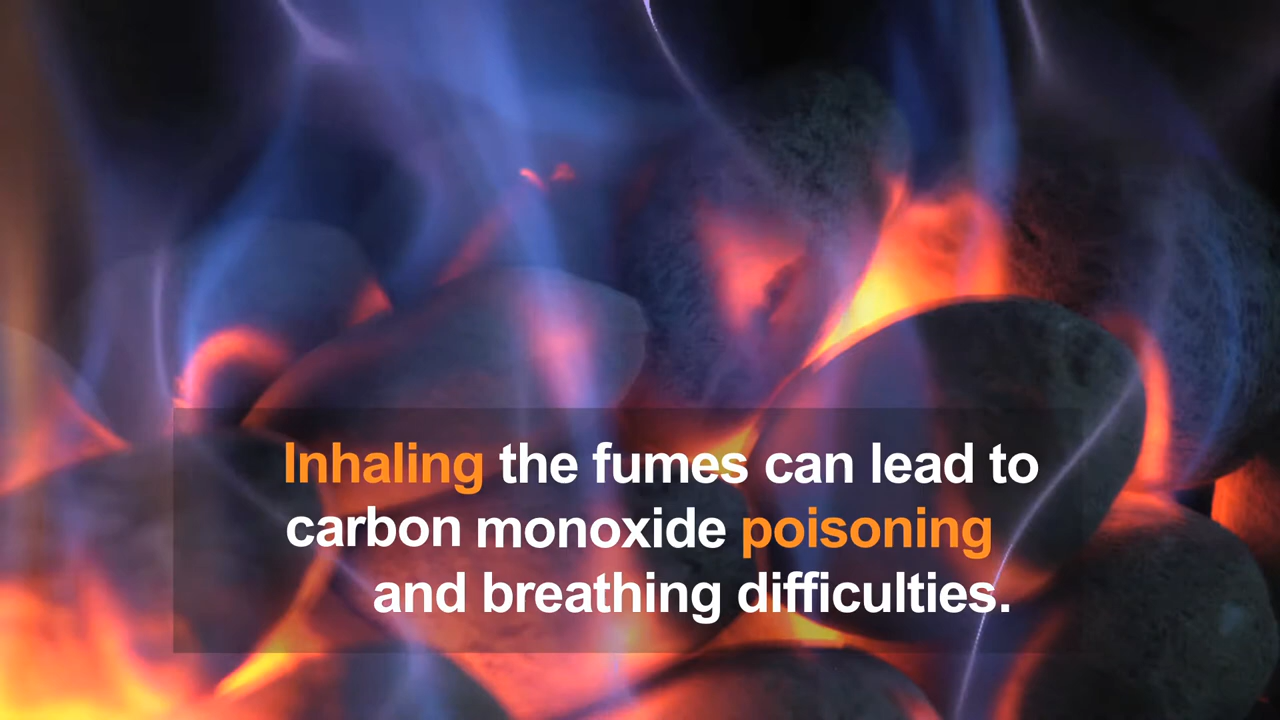 Inhaling the fumes can lead to
carbon monoxide poisoning
and breathing difficulties.